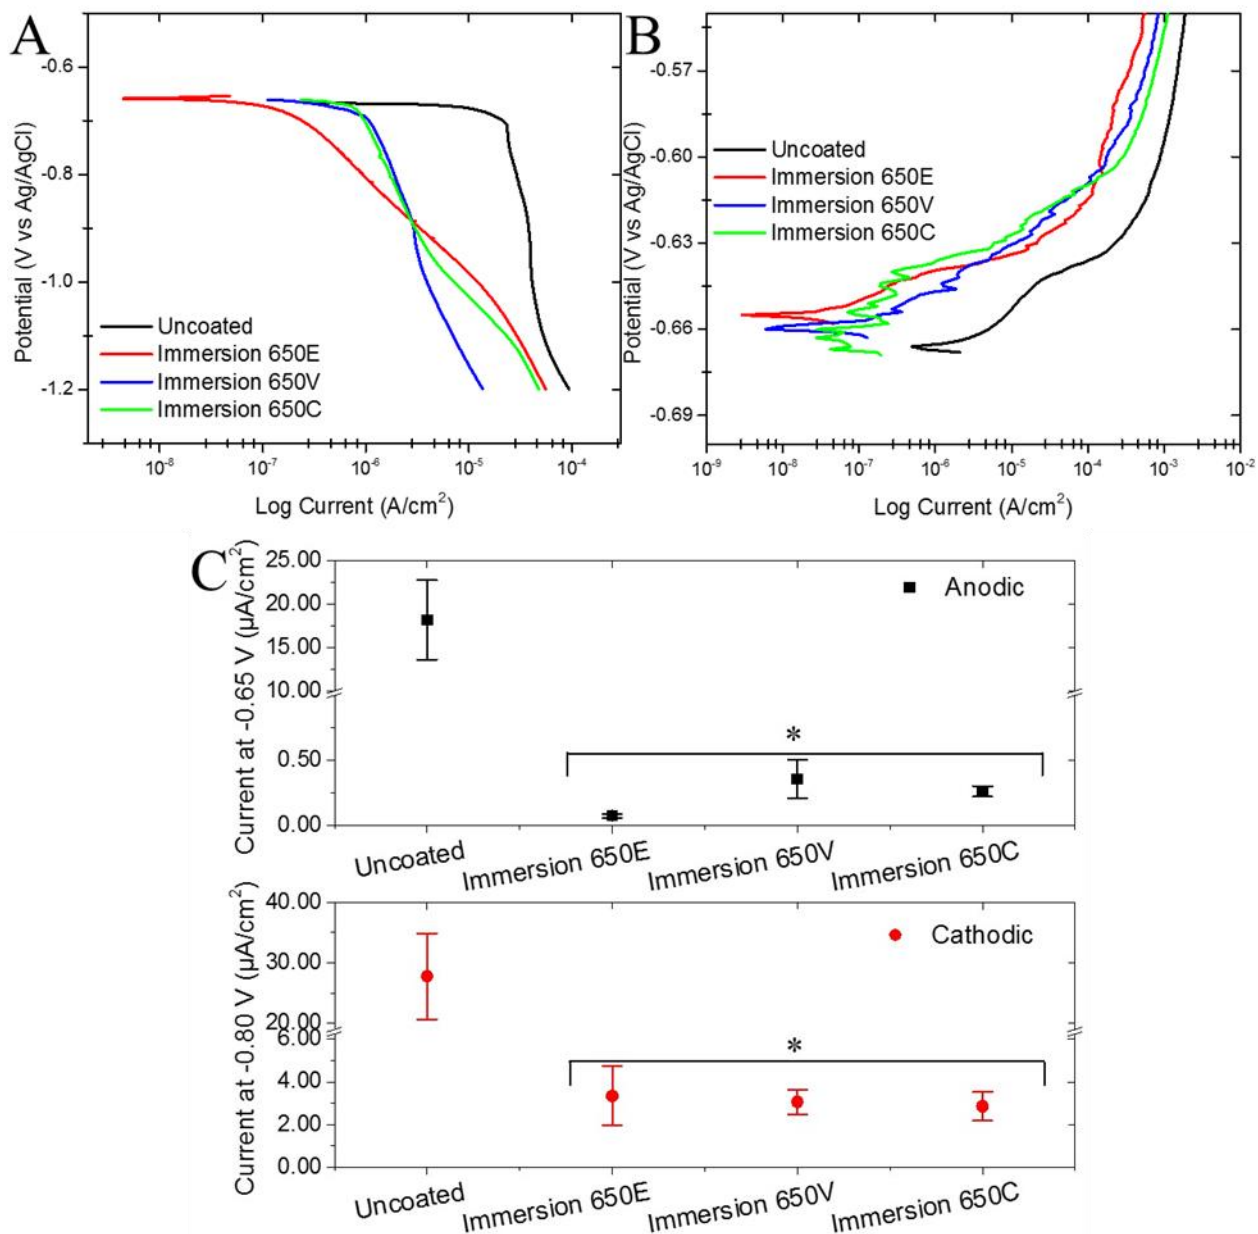 A
-0.6
-0.8
-1.0
-1.2
Potential (V vs Ag/AgCl)
Uncoated
Immersion 650E
Immersion 650V
Immersion 650C
10⁻⁸
10⁻⁷
10⁻⁶
10⁻⁵
10⁻⁴
Log Current (A/cm²)
B
-0.57
-0.60
-0.63
-0.66
-0.69
Potential (V vs Ag/AgCl)
Uncoated
Immersion 650E
Immersion 650V
Immersion 650C
10⁻⁹
10⁻⁸
10⁻⁷
10⁻⁶
10⁻⁵
10⁻⁴
10⁻³
10⁻²
Log Current (A/cm²)
C
Current at -0.65 V (µA/cm²)
25.00
20.00
15.00
10.00
0.50
0.00
Anodic
*
Uncoated
Immersion 650E
Immersion 650V
Immersion 650C
Current at -0.80 V (µA/cm²)
40.00
30.00
20.00
6.00
4.00
2.00
0.00
Cathodic
*
Uncoated
Immersion 650E
Immersion 650V
Immersion 650C